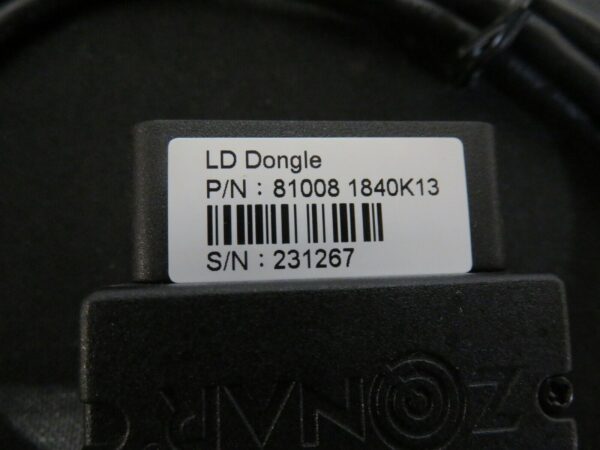 LD Dongle
P/N : 81008 1840K13
S/N : 231267
ZONAR